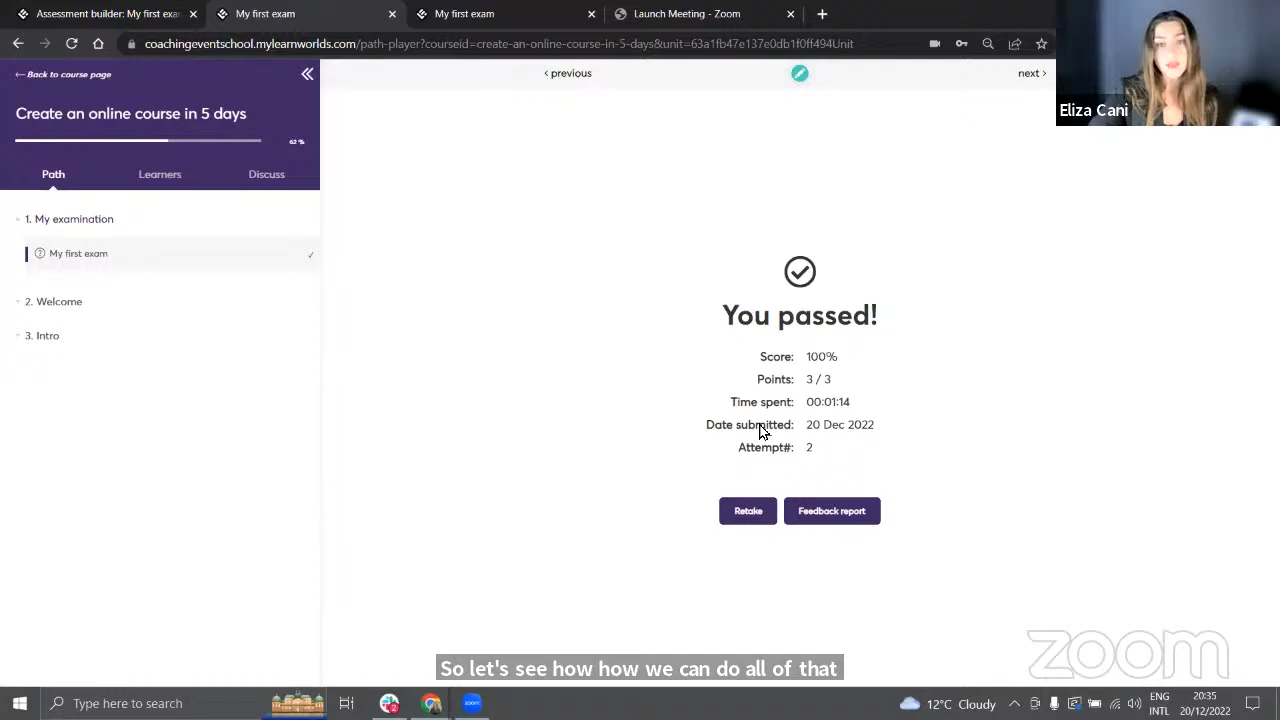 Assessment builder: My first exa
My first exam
My first exam
Launch Meeting - Zoom
coachingeventschool.mylearnworlds.com/path-player?courseid=create-an-online-course-in-5-days&unit=63a1fb47e137e0db1f0ff494Unit
Back to course page
Create an online course in 5 days
62 %
Path
Learners
Discuss
1. My examination
My first exam
2. Welcome
3. Intro
previous
next
Eliza Cani
You passed!
Score: 100%
Points: 3 / 3
Time spent: 00:01:14
Date submitted: 20 Dec 2022
Attempt#: 2
Retake
Feedback report
So let's see how how we can do all of that
zoom
Type here to search
2
zoom
12°C Cloudy
ENG
INTL
20:35
20/12/2022